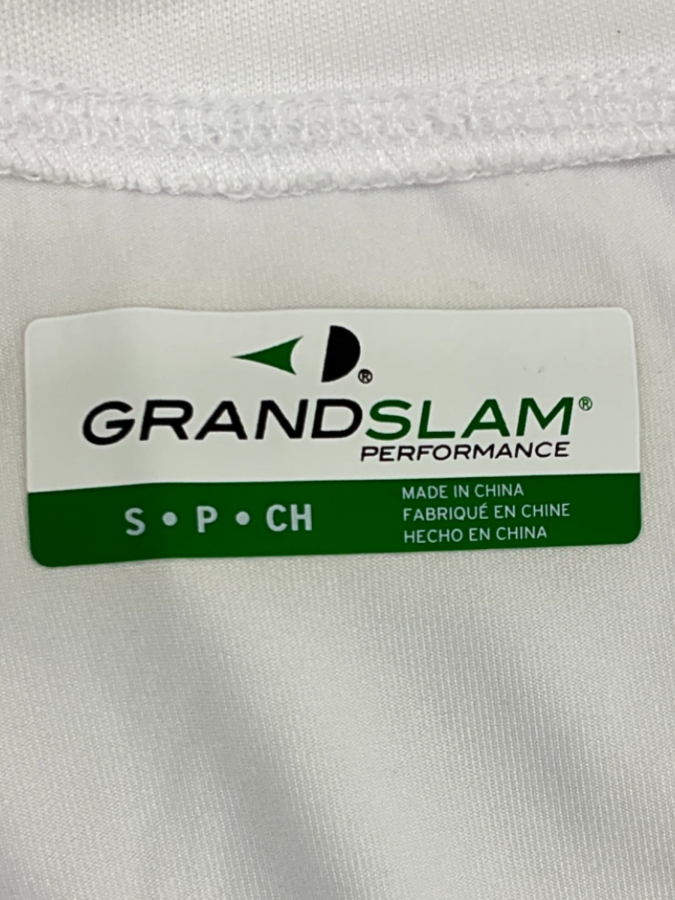 GRANDSLAM®
PERFORMANCE
S • P • CH
MADE IN CHINA
FABRIQUÉ EN CHINE
HECHO EN CHINA